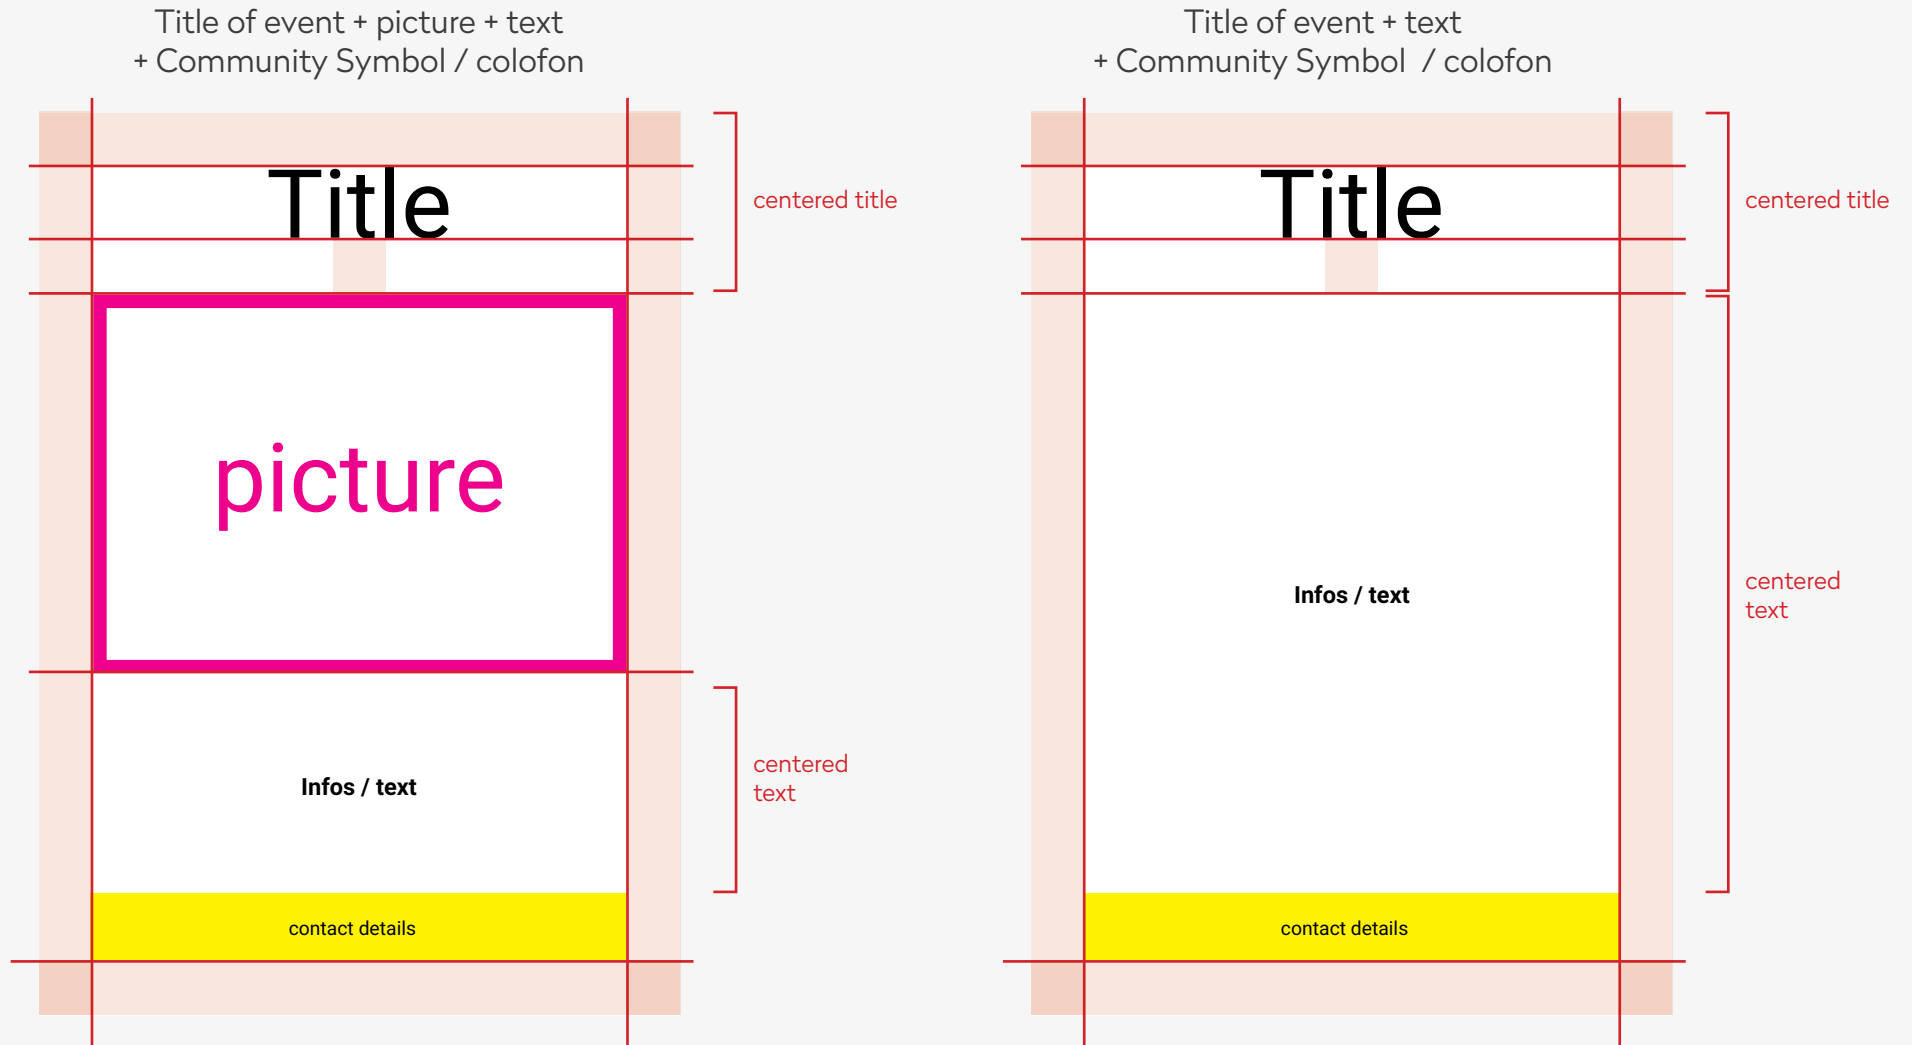 Title of event + picture + text
+ Community Symbol / colofon
Title
centered title
picture
Infos / text
centered
text
contact details
Title of event + text
+ Community Symbol / colofon
Title
centered title
Infos / text
centered
text
contact details